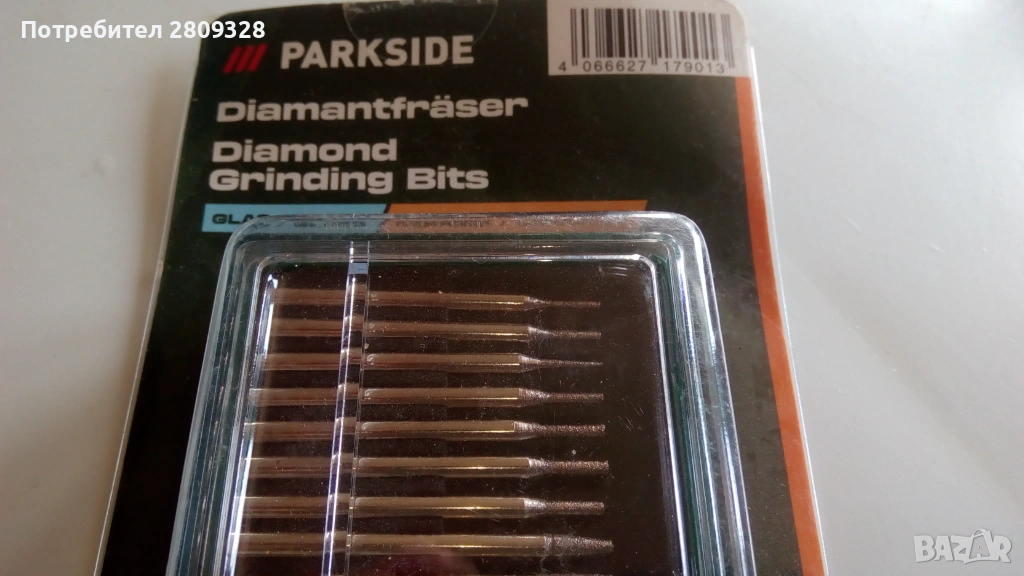 Потребител 2809328
PARKSIDE
4 066627 179013
Diamantfräser
Diamond
Grinding Bits
BAZAR